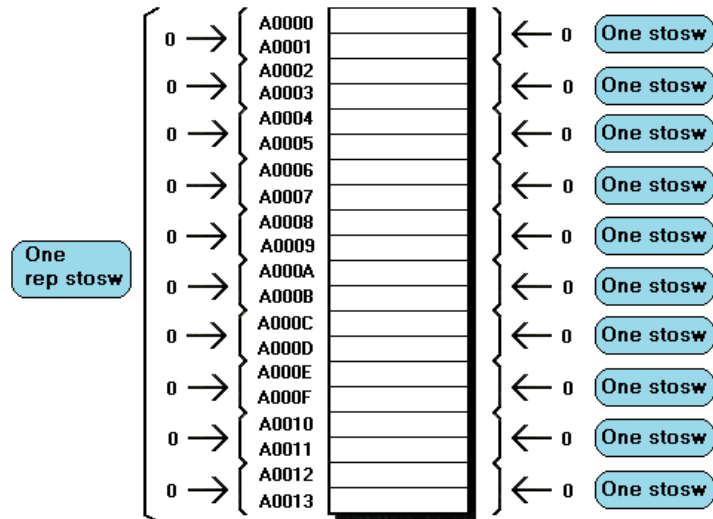 0 A0000 0 One stosw
A0001
0 A0002 0 One stosw
A0003
0 A0004 0 One stosw
A0005
0 A0006 0 One stosw
A0007
0 A0008 0 One stosw
A0009
One
rep stosw
0 A000A 0 One stosw
A000B
0 A000C 0 One stosw
A000D
0 A000E 0 One stosw
A000F
0 A0010 0 One stosw
A0011
0 A0012 0 One stosw
A0013